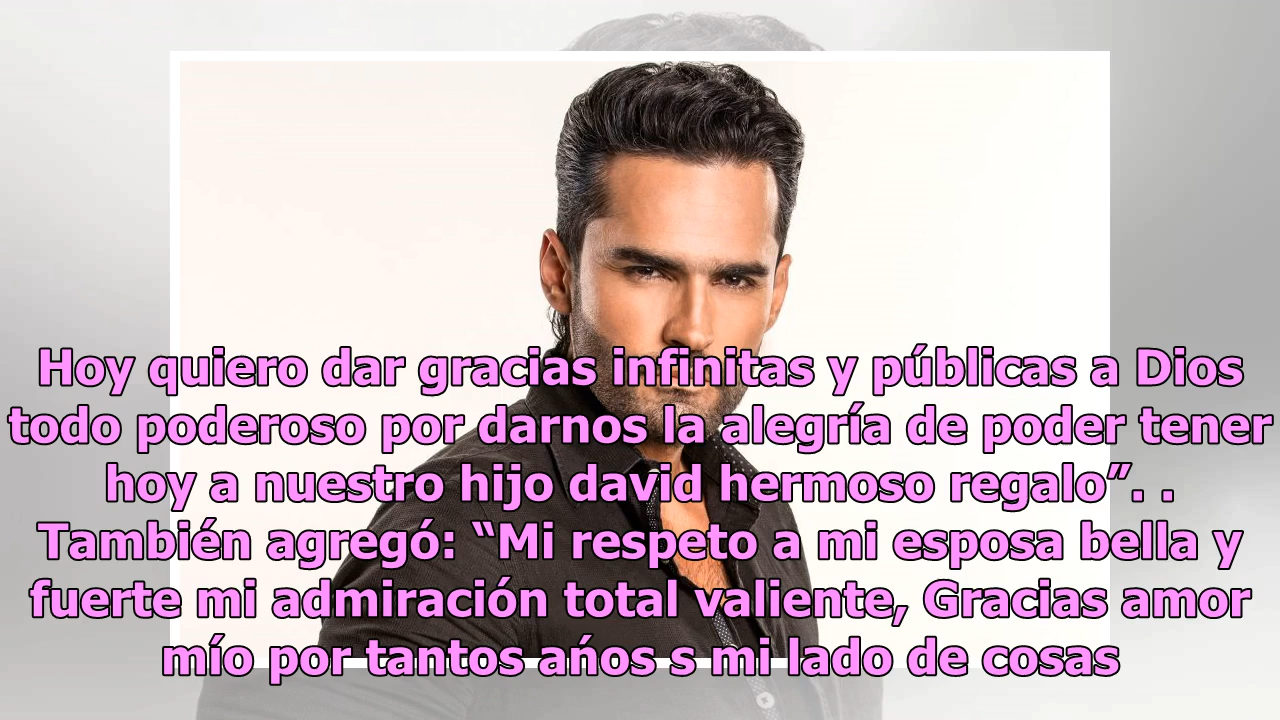 Hoy quiero dar gracias infinitas y públicas a Dios
todo poderoso por darnos la alegría de poder tener
hoy a nuestro hijo david hermoso regalo”. .
También agregó: “Mi respeto a mi esposa bella y
fuerte mi admiración total valiente, Gracias amor
mío por tantos ańos s mi lado de cosas